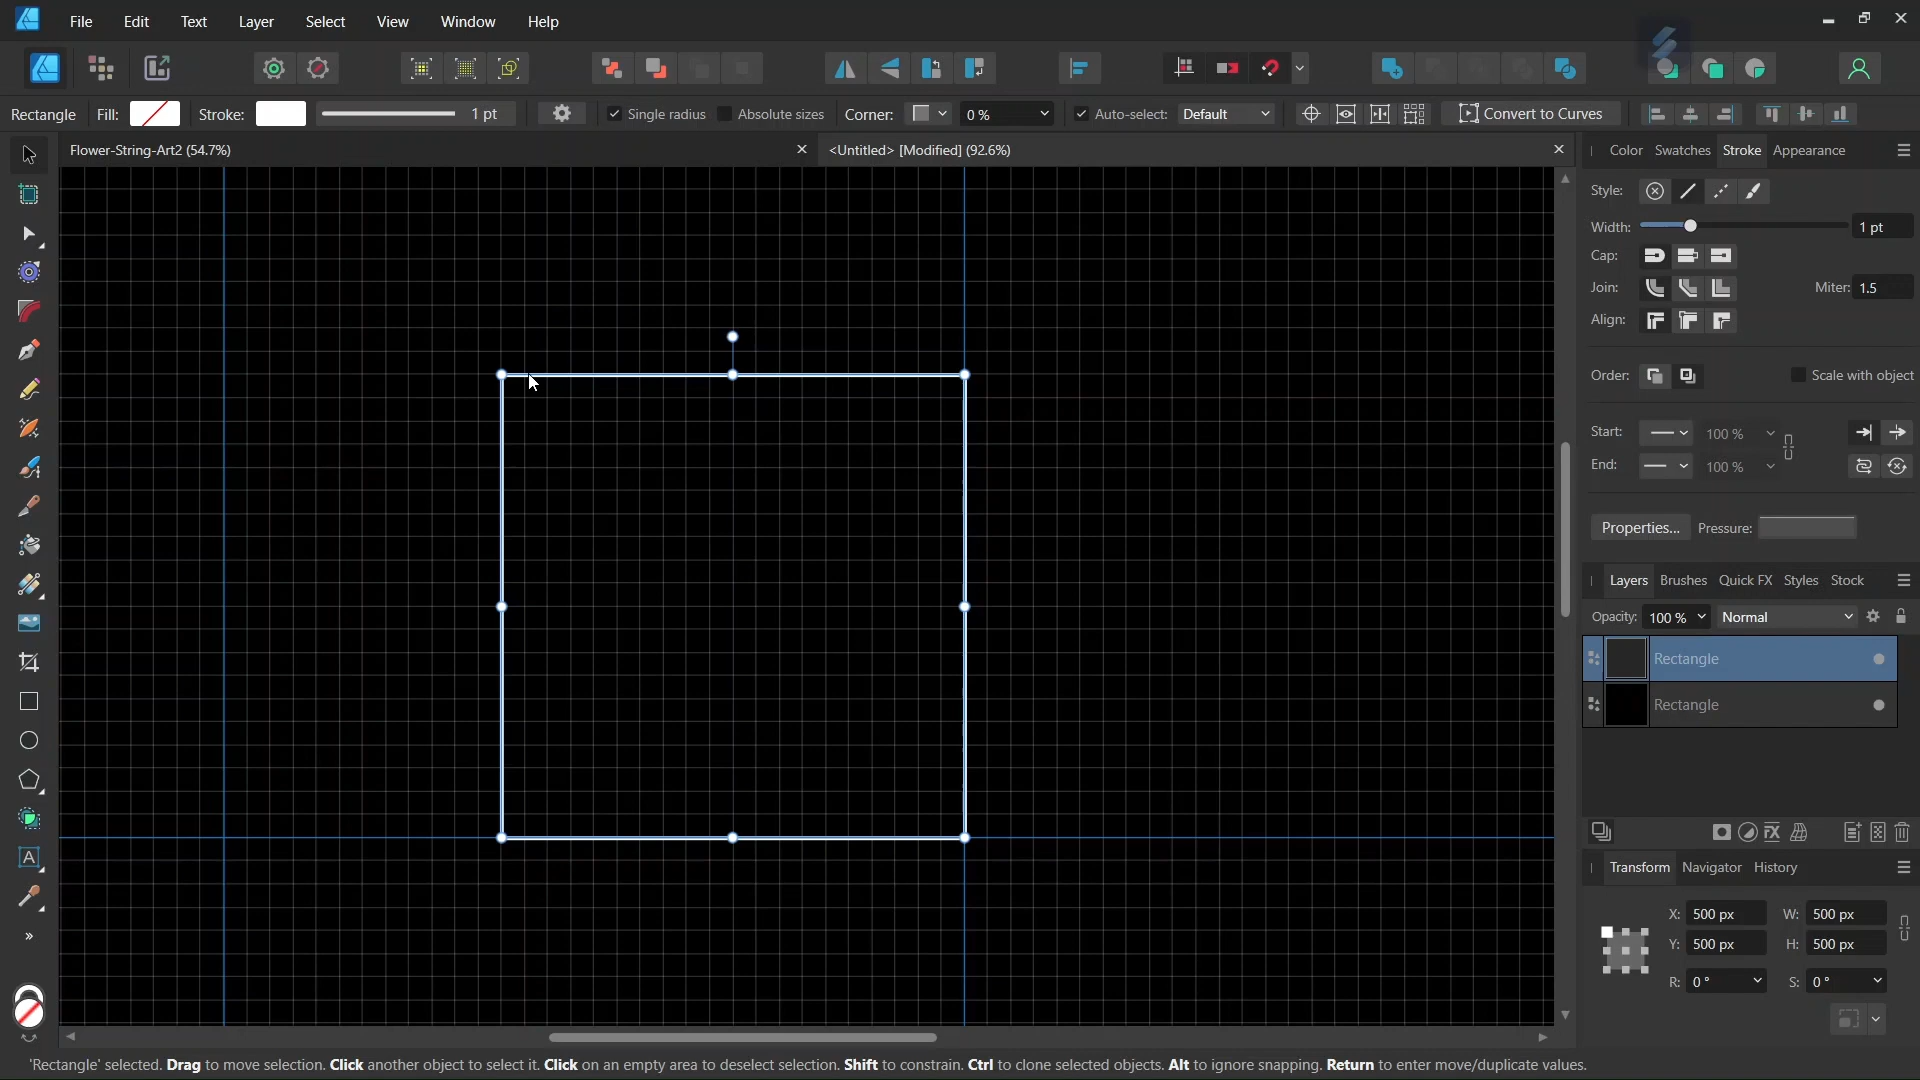 File Edit Text Layer Select View Window Help
Rectangle Fill: Stroke: 1 pt Single radius Absolute sizes Corner: 0 % Auto-select: Default Convert to Curves
Flower-String-Art2 (54.7%) <Untitled> [Modified] (92.6%)
Color Swatches Stroke Appearance
Style:
Width: 1 pt
Cap:
Join: Miter: 1.5
Align:
Order: Scale with object
Start: 100 %
End: 100 %
Properties... Pressure:
Layers Brushes Quick FX Styles Stock
Opacity: 100 % Normal
Rectangle
Rectangle
Transform Navigator History
X: 500 px W: 500 px
Y: 500 px H: 500 px
R: 0 ° S: 0 °
'Rectangle' selected. Drag to move selection. Click another object to select it. Click on an empty area to deselect selection. Shift to constrain. Ctrl to clone selected objects. Alt to ignore snapping. Return to enter move/duplicate values.